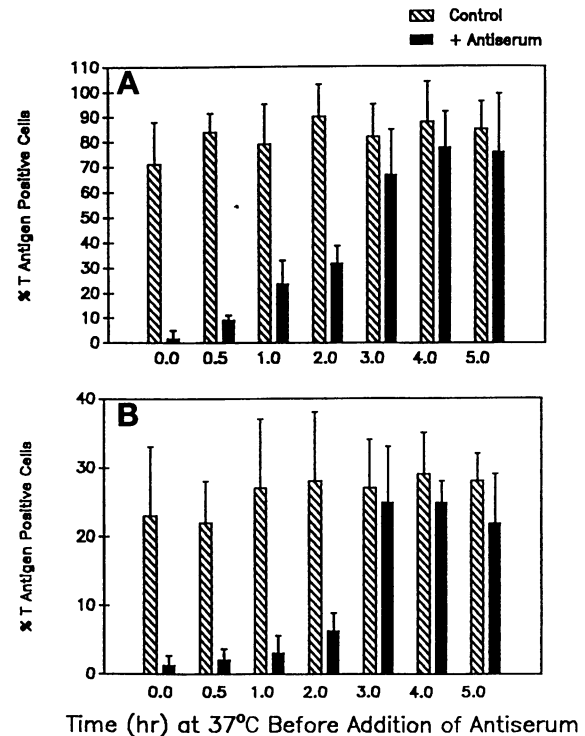 Control
+ Antiserum
A
110
100
90
80
70
60
50
40
30
20
10
0
% T Antigen Positive Cells
0.0 0.5 1.0 2.0 3.0 4.0 5.0
B
40
30
20
10
0
% T Antigen Positive Cells
0.0 0.5 1.0 2.0 3.0 4.0 5.0
Time (hr) at 37°C Before Addition of Antiserum